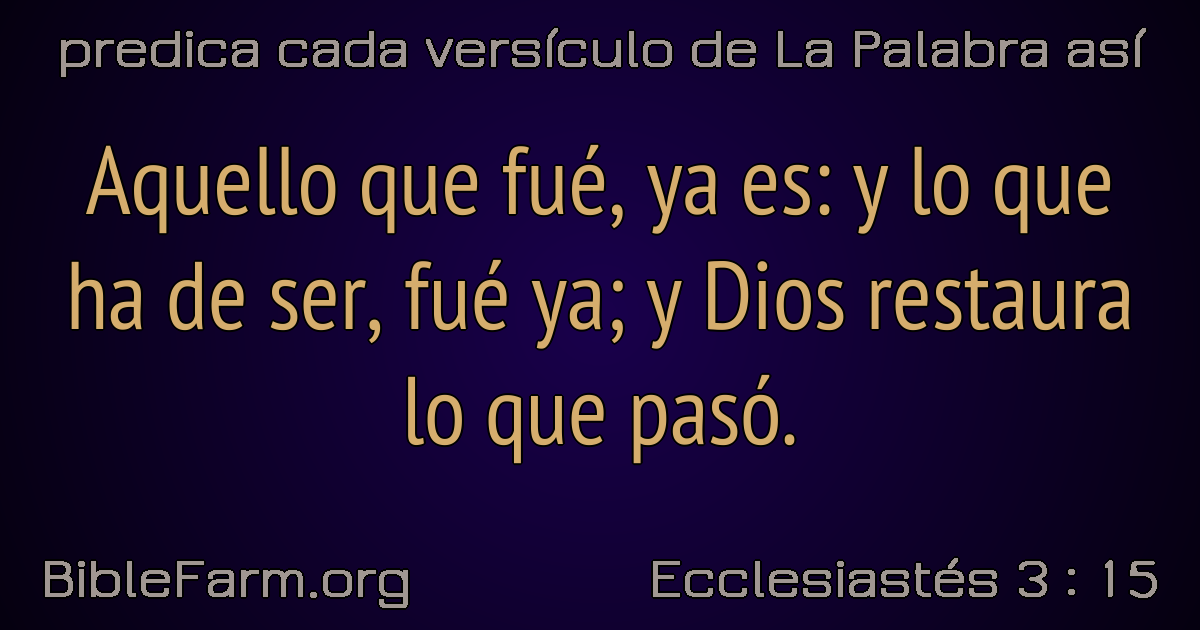 predica cada versículo de La Palabra así
Aquello que fué, ya es: y lo que
ha de ser, fué ya; y Dios restaura
lo que pasó.
BibleFarm.org
Ecclesiastés 3 : 15